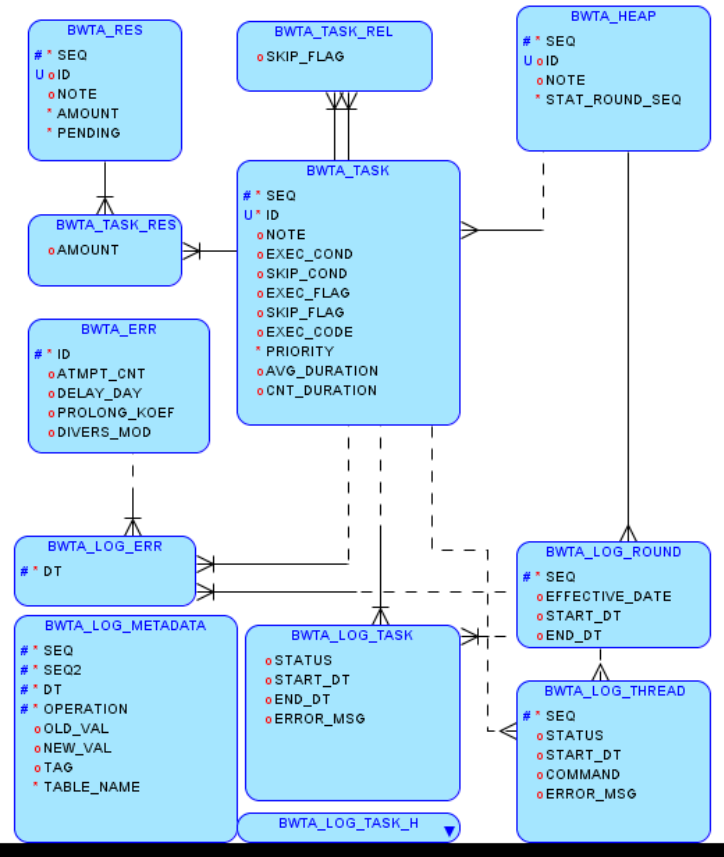 BWTA_RES
# * SEQ
U o ID
o NOTE
* AMOUNT
* PENDING
BWTA_TASK_REL
o SKIP_FLAG
BWTA_HEAP
# * SEQ
U o ID
o NOTE
* STAT_ROUND_SEQ
BWTA_TASK
# * SEQ
U * ID
o NOTE
o EXEC_COND
o SKIP_COND
o EXEC_FLAG
o SKIP_FLAG
o EXEC_CODE
* PRIORITY
o AVG_DURATION
o CNT_DURATION
BWTA_TASK_RES
o AMOUNT
BWTA_ERR
# * ID
o ATMPT_CNT
o DELAY_DAY
o PROLONG_KOEF
o DIVERS_MOD
BWTA_LOG_ERR
# * DT
BWTA_LOG_ROUND
# * SEQ
o EFFECTIVE_DATE
o START_DT
o END_DT
BWTA_LOG_METADATA
# * SEQ
# * SEQ2
# * DT
# * OPERATION
o OLD_VAL
o NEW_VAL
o TAG
* TABLE_NAME
BWTA_LOG_TASK
o STATUS
o START_DT
o END_DT
o ERROR_MSG
BWTA_LOG_THREAD
# * SEQ
o STATUS
o START_DT
o COMMAND
o ERROR_MSG
BWTA_LOG_TASK_H